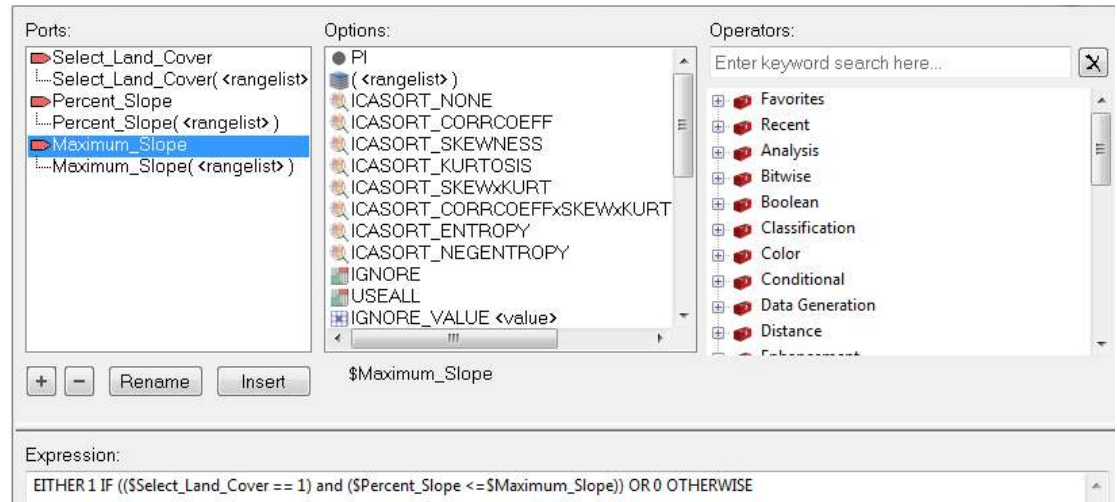 Ports:
Select_Land_Cover
Select_Land_Cover( <rangelist>
Percent_Slope
Percent_Slope( <rangelist> )
Maximum_Slope
Maximum_Slope( <rangelist> )
+ - Rename Insert
Options:
PI
( <rangelist> )
ICASORT_NONE
ICASORT_CORRCOEFF
ICASORT_SKEWNESS
ICASORT_KURTOSIS
ICASORT_SKEWxKURT
ICASORT_CORRCOEFFxSKEWxKURT
ICASORT_ENTROPY
ICASORT_NEGENTROPY
IGNORE
USEALL
IGNORE_VALUE <value>
$Maximum_Slope
Operators:
Enter keyword search here...
Favorites
Recent
Analysis
Bitwise
Boolean
Classification
Color
Conditional
Data Generation
Distance
Enhancement
Expression:
EITHER 1 IF (($Select_Land_Cover == 1) and ($Percent_Slope <=$Maximum_Slope)) OR 0 OTHERWISE